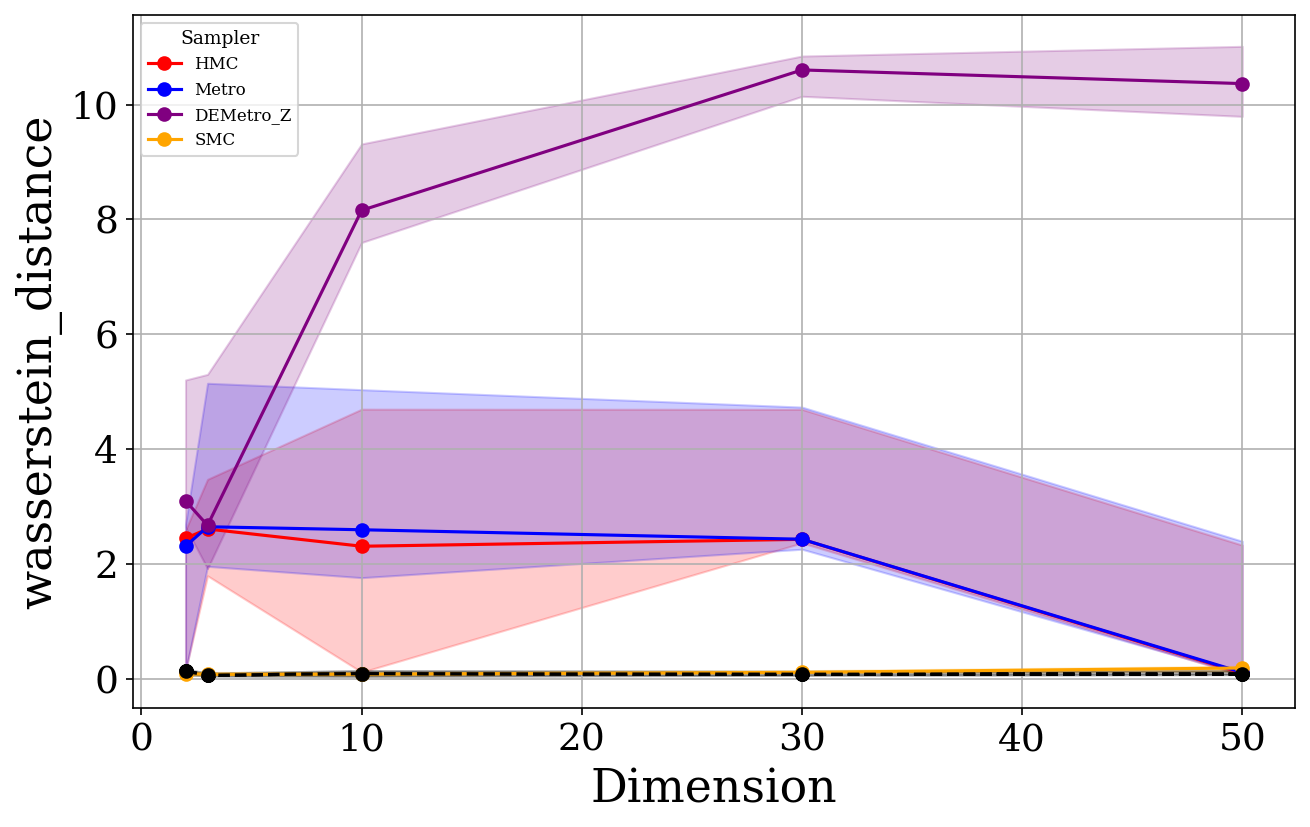 Sampler
HMC
Metro
DEMetro_Z
SMC
wasserstein_distance
10
8
6
4
2
0
0 10 20 30 40 50
Dimension